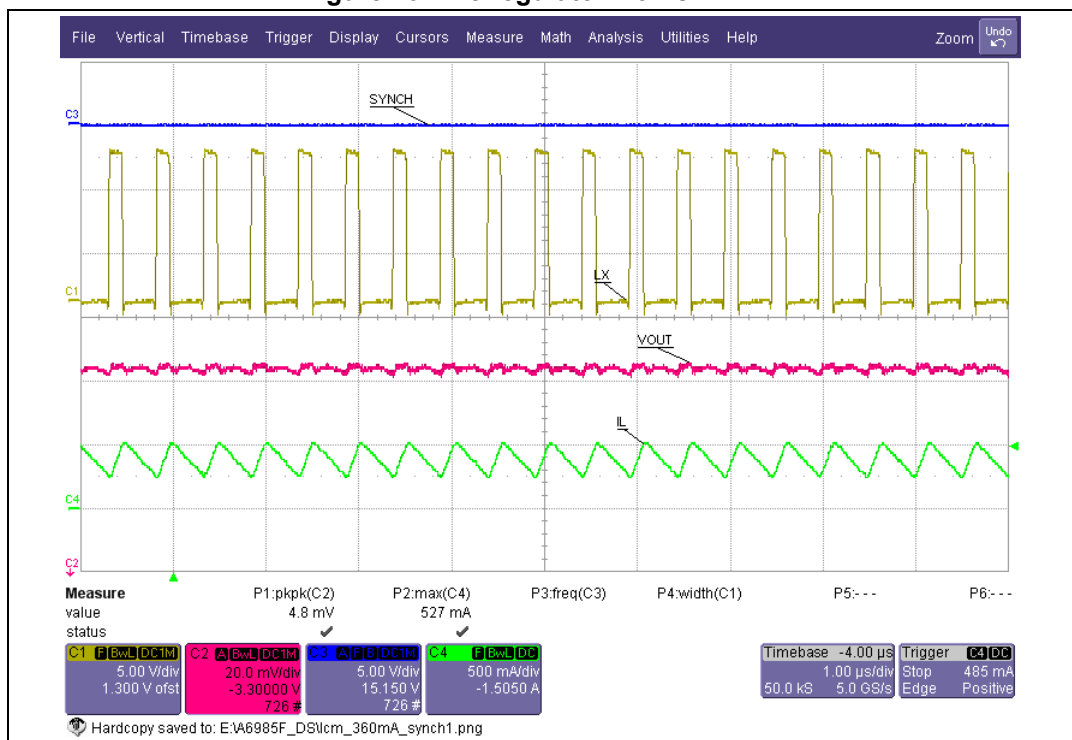 File Vertical Timebase Trigger Display Cursors Measure Math Analysis Utilities Help Zoom Undo
C3
SYNCH
C1
LX
VOUT
IL
C4
C2
Measure P1:pkpk(C2) P2:max(C4) P3:freq(C3) P4:width(C1) P5:--- P6:---
value 4.8 mV 527 mA
status
C1 F BwL DC1M C2 A BwL DC1M C3 A F B DC1M C4 F BwL DC Timebase -4.00 µs Trigger C4 DC
5.00 V/div 20.0 mV/div 5.00 V/div 500 mA/div 1.00 µs/div Stop 485 mA
1.300 V ofst -3.30000 V 15.150 V -1.5050 A 50.0 kS 5.0 GS/s Edge Positive
726 # 726 #
Hardcopy saved to: E:\A6985F_DS\lcm_360mA_synch1.png